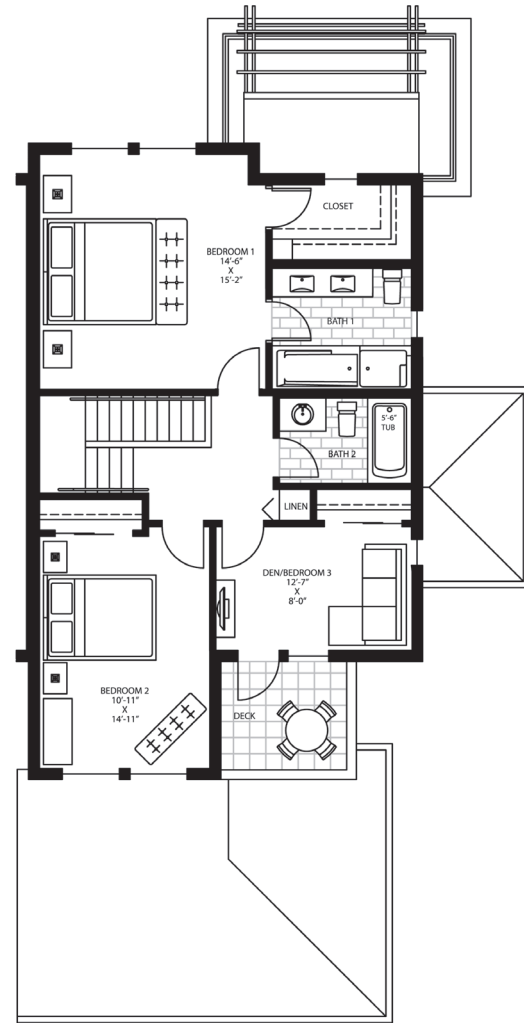 CLOSET
BEDROOM 1
14'-6"
X
15'-2"
BATH 1
5'-6"
TUB
BATH 2
LINEN
DEN/BEDROOM 3
12'-7"
X
8'-0"
BEDROOM 2
10'-11"
X
14'-11"
DECK